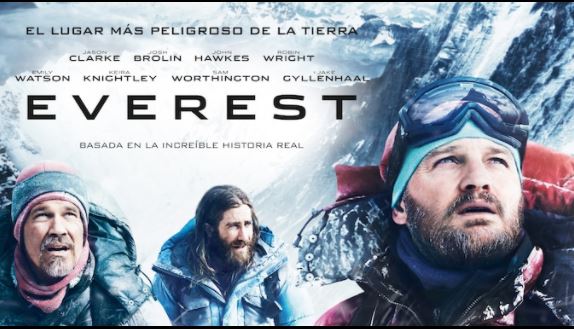 EL LUGAR MÁS PELIGROSO DE LA TIERRA
JASON CLARKE JOSH BROLIN JOHN HAWKES ROBIN WRIGHT
EMILY WATSON KEIRA KNIGHTLEY SAM WORTHINGTON Y JAKE GYLLENHAAL
EVEREST
BASADA EN LA INCREÍBLE HISTORIA REAL